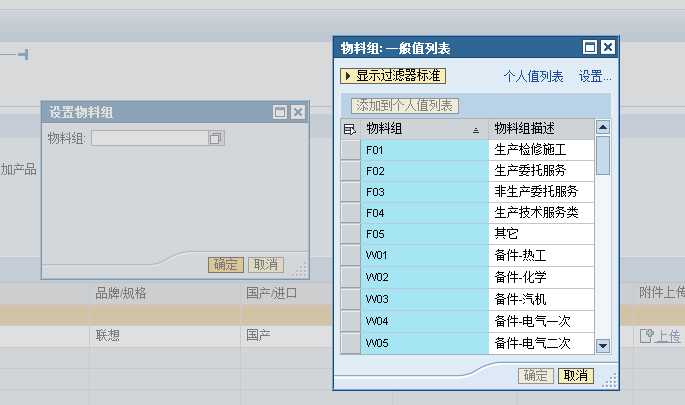 物料组: 一般值列表
显示过滤器标准
个人值列表 设置...
添加到个人值列表
物料组 物料组描述
F01 生产检修施工
F02 生产委托服务
F03 非生产委托服务
F04 生产技术服务类
F05 其它
W01 备件-热工
W02 备件-化学
W03 备件-汽机
W04 备件-电气一次
W05 备件-电气二次
确定 取消
设置物料组
物料组:
确定 取消
加产品
品牌/规格 国产/进口 附件上传
联想 国产 上传